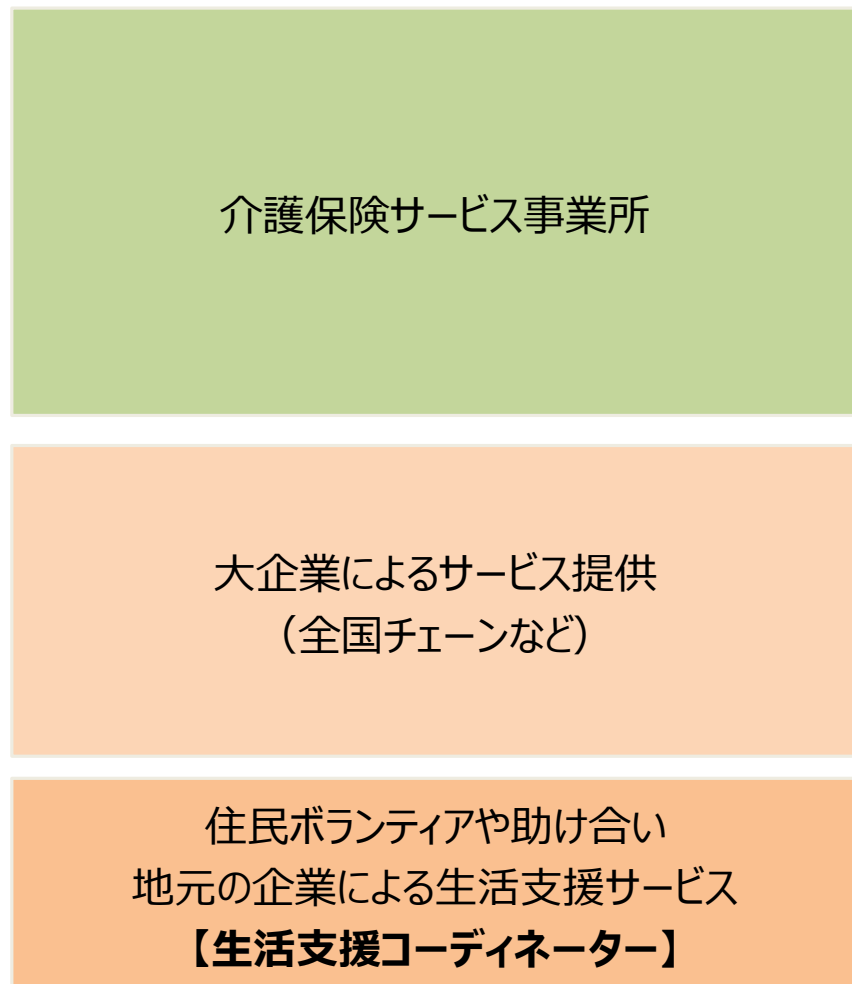 介護保険サービス事業所
大企業によるサービス提供
（全国チェーンなど）
住民ボランティアや助け合い
地元の企業による生活支援サービス
【生活支援コーディネーター】